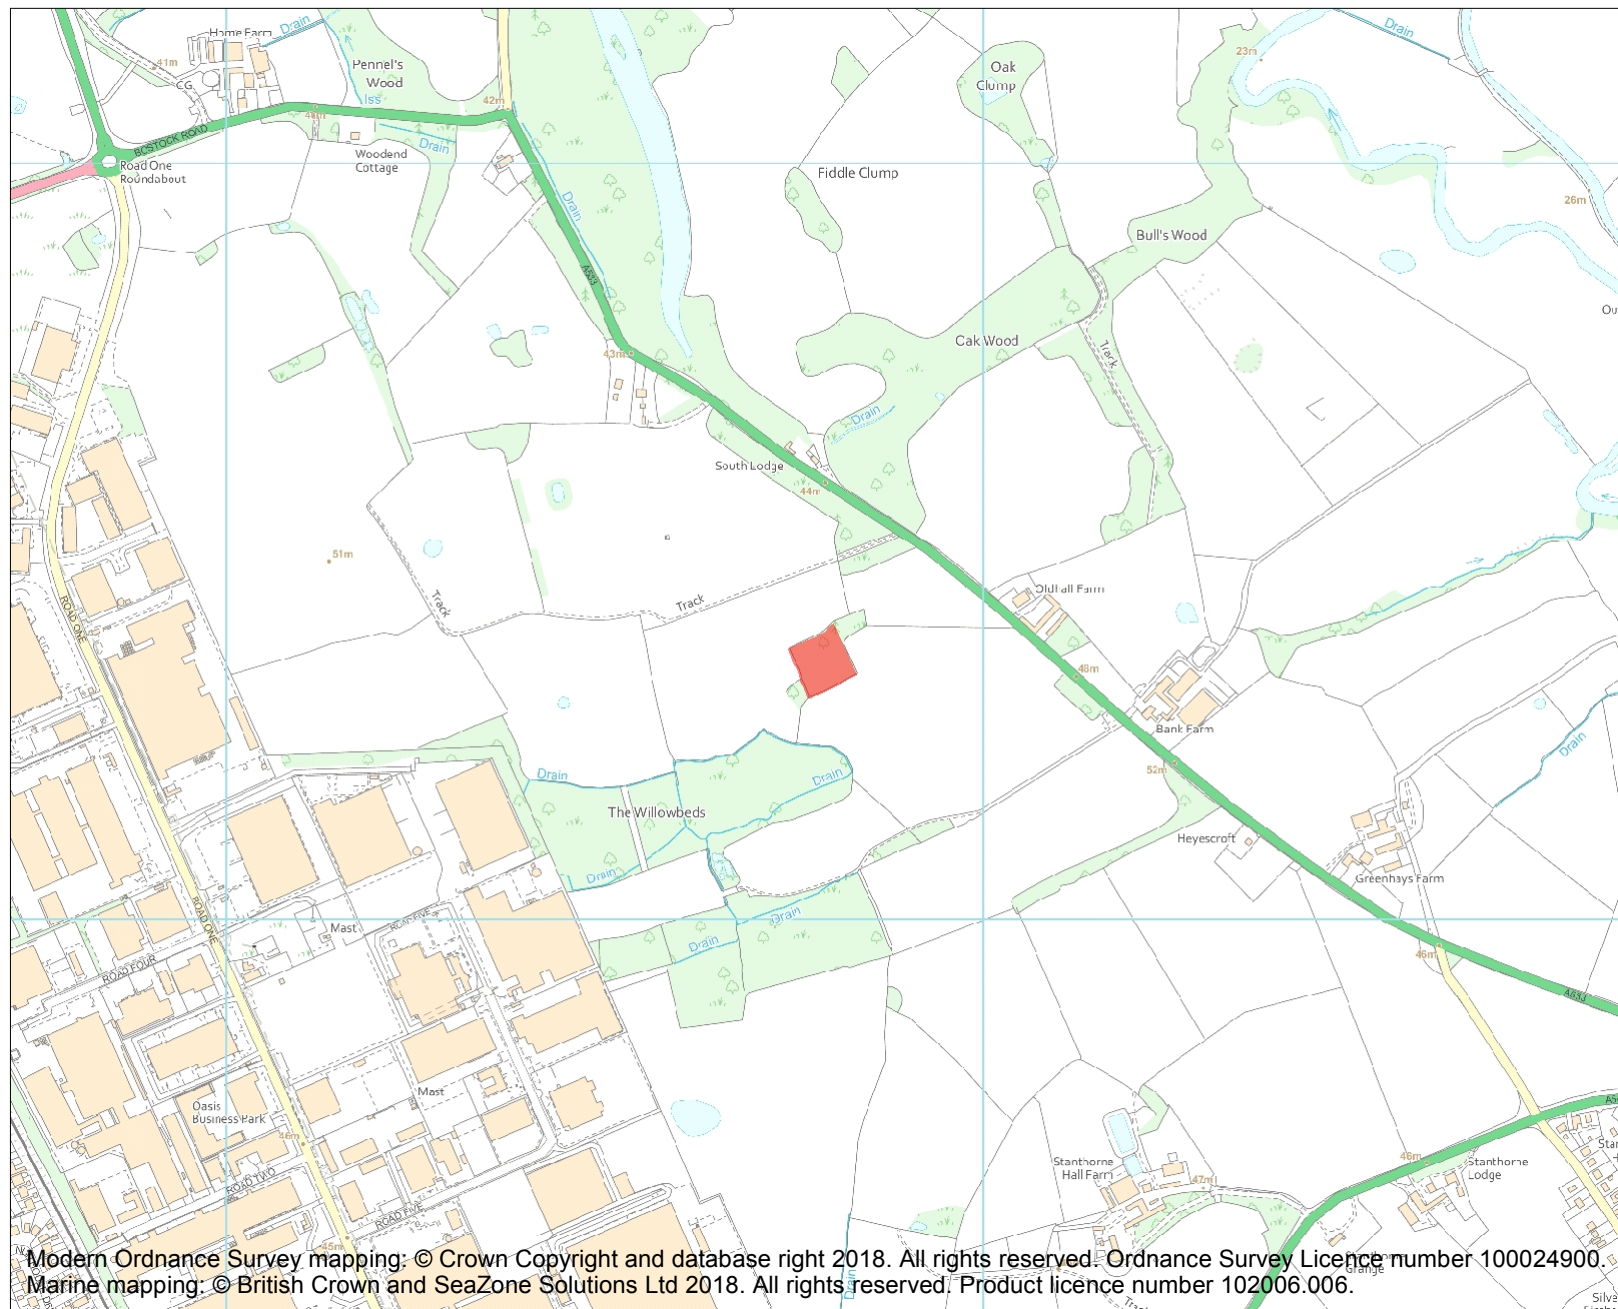 Home Farm
Drain
Drain
41m
CG
Pennel's
Wood
Iss
42m
BOSTOCK ROAD
Drain
Woodend
Cottage
Road One
Roundabout
Oak
Clump
23m
Fiddle Clump
26m
Bull's Wood
Drain
A533
43m
Oak Wood
Track
Drain
South Lodge
44m
51m
Track
Track
Oldhall Farm
ROAD ONE
48m
Bank Farm
52m
Drain
Drain
Drain
The Willowbeds
Heyescroft
Drain
Greenhays Farm
ROAD ONE
Drain
Mast
Drain
ROAD FOUR
46m
A533
Mast
Oasis
Business Park
46m
Stanthorne
Hall Farm
46m
Stanthorne
Lodge
47m
ROAD TWO
ROAD FIVE
45m
Drain
Track
Modern Ordnance Survey mapping: © Crown Copyright and database right 2018. All rights reserved. Ordnance Survey Licence number 100024900.
Marine mapping: © British Crown and SeaZone Solutions Ltd 2018. All rights reserved. Product licence number 102006.006.